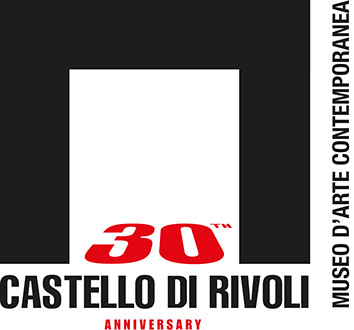 30TH
CASTELLO DI RIVOLI
ANNIVERSARY
MUSEO D'ARTE CONTEMPORANEA